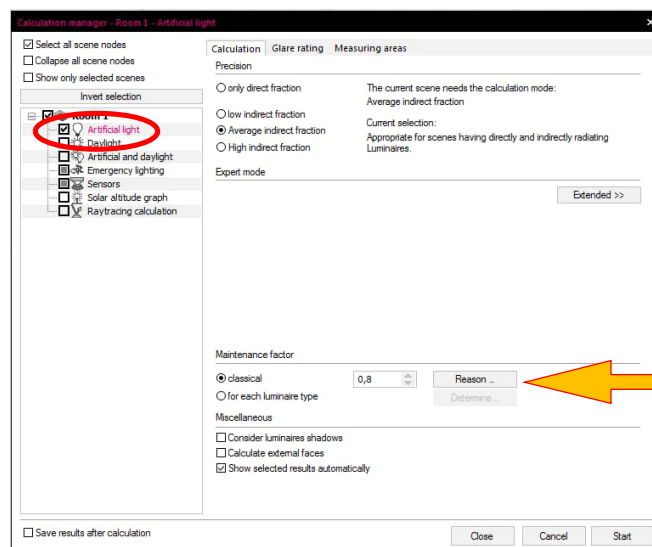 Calculation manager - Room 1 - Artificial light
Select all scene nodes
Collapse all scene nodes
Show only selected scenes
Invert selection
Room 1
Artificial light
Daylight
Artificial and daylight
Emergency lighting
Sensors
Solar altitude graph
Raytracing calculation
Calculation Glare rating Measuring areas
Precision
only direct fraction
low indirect fraction
Average indirect fraction
High indirect fraction
The current scene needs the calculation mode:
Average indirect fraction
Current selection:
Appropriate for scenes having directly and indirectly radiating
Luminaires.
Expert mode
Extended >>
Maintenance factor
classical 0,8 Reason ...
for each luminaire type Determine...
Miscellaneous
Consider luminaires shadows
Calculate external faces
Show selected results automatically
Save results after calculation
Close Cancel Start